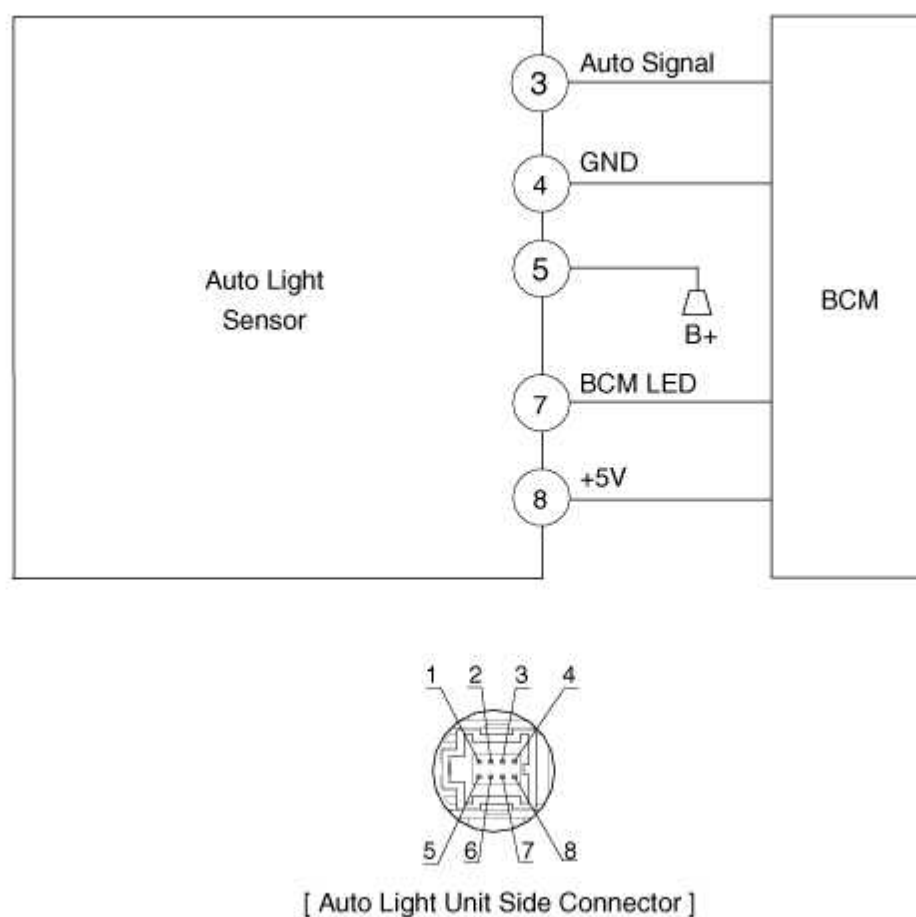 3 Auto Signal
4 GND
5
B+
Auto Light
Sensor
BCM
7 BCM LED
8 +5V
1 2 3 4
5 6 7 8
[ Auto Light Unit Side Connector ]